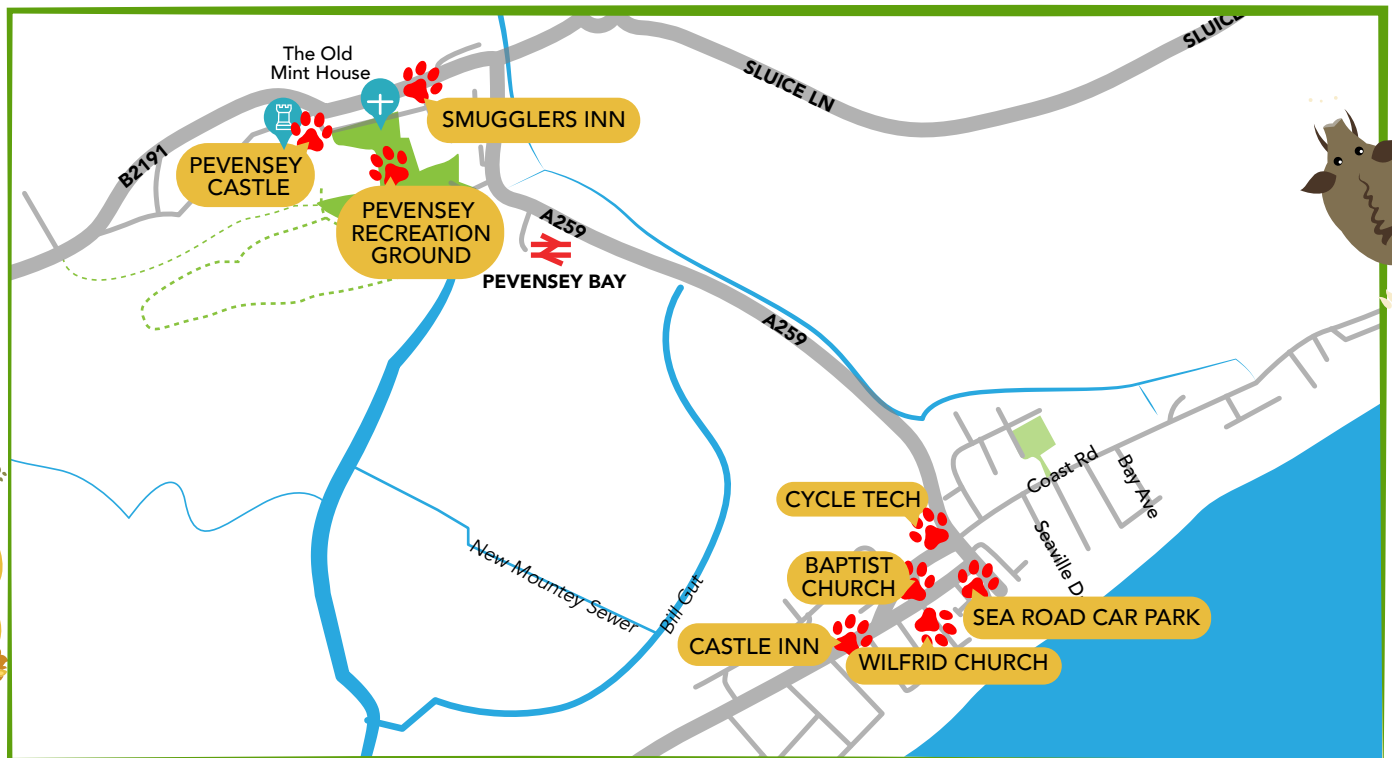 The Old
Mint House
SLUICE LN
SLUICE
SMUGGLERS INN
B2191
PEVENSEY
CASTLE
PEVENSEY
RECREATION
GROUND
A259
PEVENSEY BAY
A259
Coast Rd
Bay Ave
CYCLE TECH
Seaville D
New Mountey Sewer
Bill Gut
BAPTIST
CHURCH
SEA ROAD CAR PARK
CASTLE INN
WILFRID CHURCH